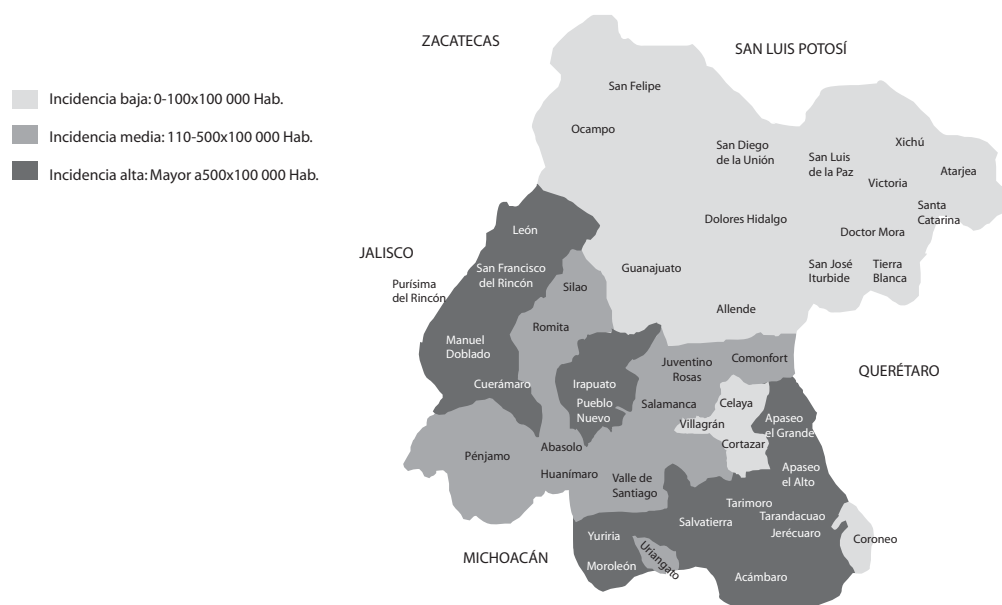 ZACATECAS
SAN LUIS POTOSÍ
Incidencia baja: 0-100x100 000 Hab.
Incidencia media: 110-500x100 000 Hab.
Incidencia alta: Mayor a500x100 000 Hab.
San Felipe
Ocampo
San Diego
de la Unión
San Luis
de la Paz
Xichú
Victoria
Atarjea
Santa
Catarina
Dolores Hidalgo
Doctor Mora
León
JALISCO
San Francisco
del Rincón
Purísima
del Rincón
Silao
Guanajuato
San José
Iturbide
Tierra
Blanca
Allende
Romita
Manuel
Doblado
Juventino
Rosas
Comonfort
QUERÉTARO
Cuerámaro
Irapuato
Pueblo
Nuevo
Salamanca
Celaya
Villagrán
Apaseo
el Grande
Cortazar
Pénjamo
Abasolo
Huanímaro
Valle de
Santiago
Apaseo
el Alto
Tarimoro
Tarandacuao
Salvatierra
Jerécuaro
Yuriria
Uriangato
Coroneo
MICHOACÁN
Moroleón
Acámbaro